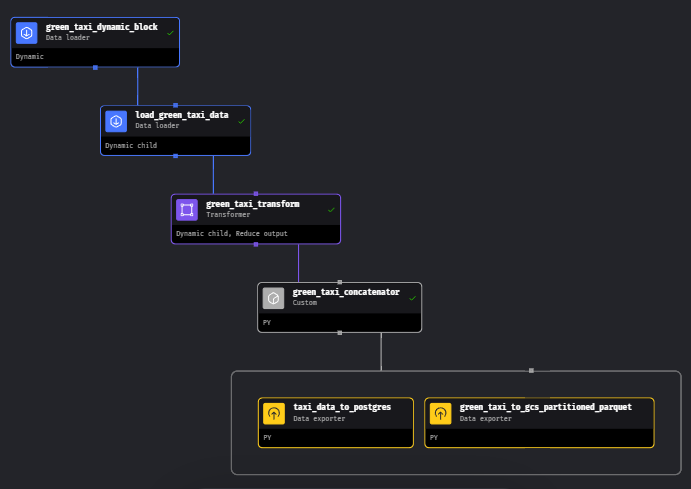 green_taxi_dynamic_block
Data loader
Dynamic
load_green_taxi_data
Data loader
Dynamic child
green_taxi_transform
Transformer
Dynamic child, Reduce output
green_taxi_concatenator
Custom
PY
taxi_data_to_postgres
Data exporter
PY
green_taxi_to_gcs_partitioned_parquet
Data exporter
PY